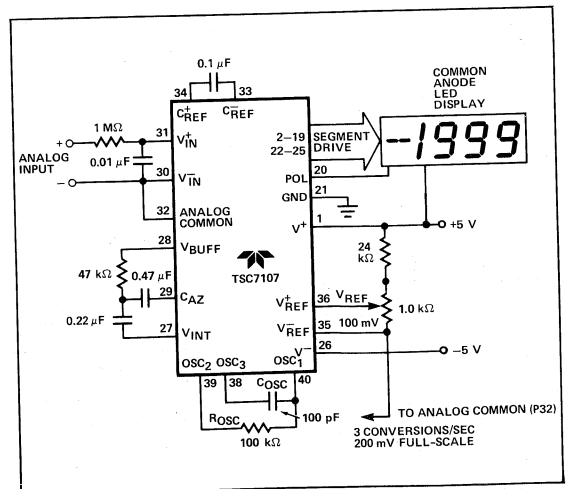 0.1 μF
34
33
C+REF
C−REF
COMMON
ANODE
LED
DISPLAY
-1999
1 MΩ
31
V+IN
+
ANALOG
INPUT
0.01 μF
–
30
V−IN
32
ANALOG
COMMON
2–19
22–25
SEGMENT
DRIVE
POL
20
GND
21
V+
1
+5 V
28
VBUFF
47 kΩ
0.47 μF
29
CAZ
0.22 μF
27
VINT
TSC7107
24
kΩ
V+REF
36
VREF
1.0 kΩ
V−REF
35
100 mV
V−
26
–5 V
OSC2
OSC3
OSC1
39
38
COSC
40
ROSC
100 pF
100 kΩ
TO ANALOG COMMON (P32)
3 CONVERSIONS/SEC
200 mV FULL-SCALE